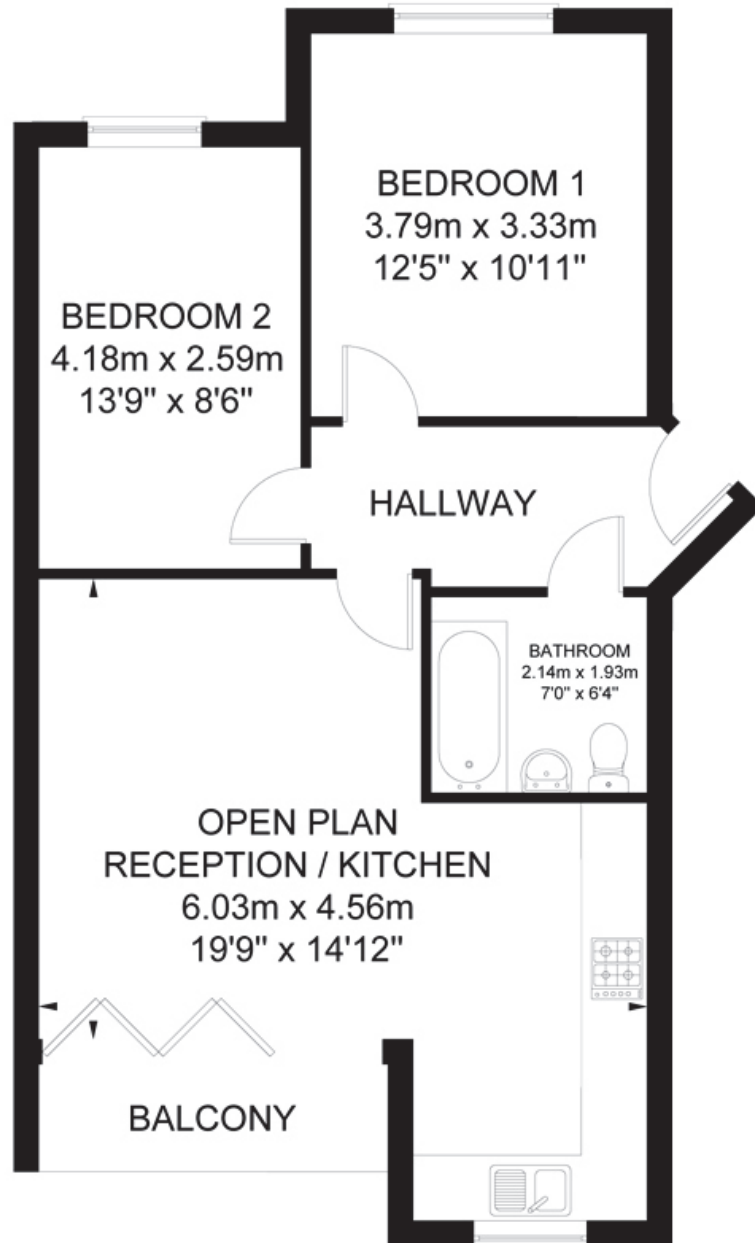 BEDROOM 1
3.79m x 3.33m
12'5" x 10'11"
BEDROOM 2
4.18m x 2.59m
13'9" x 8'6"
HALLWAY
BATHROOM
2.14m x 1.93m
7'0" x 6'4"
OPEN PLAN
RECEPTION / KITCHEN
6.03m x 4.56m
19'9" x 14'12"
BALCONY